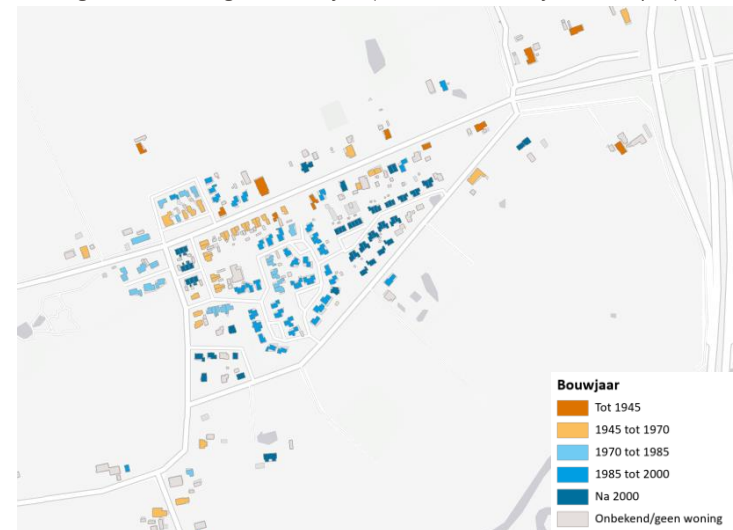 Bouwjaar
Tot 1945
1945 tot 1970
1970 tot 1985
1985 tot 2000
Na 2000
Onbekend/geen woning